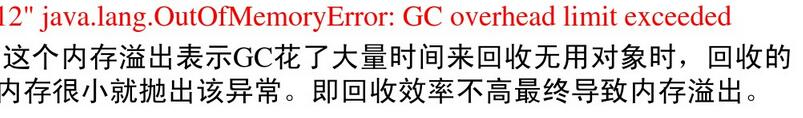 12" java.lang.OutOfMemoryError: GC overhead limit exceeded
这个内存溢出表示GC花了大量时间来回收无用对象时，回收的
内存很小就抛出该异常。即回收效率不高最终导致内存溢出。